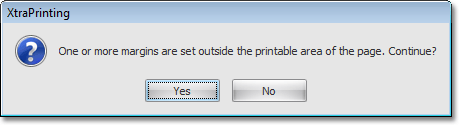 XtraPrinting
One or more margins are set outside the printable area of the page. Continue?
Yes
No